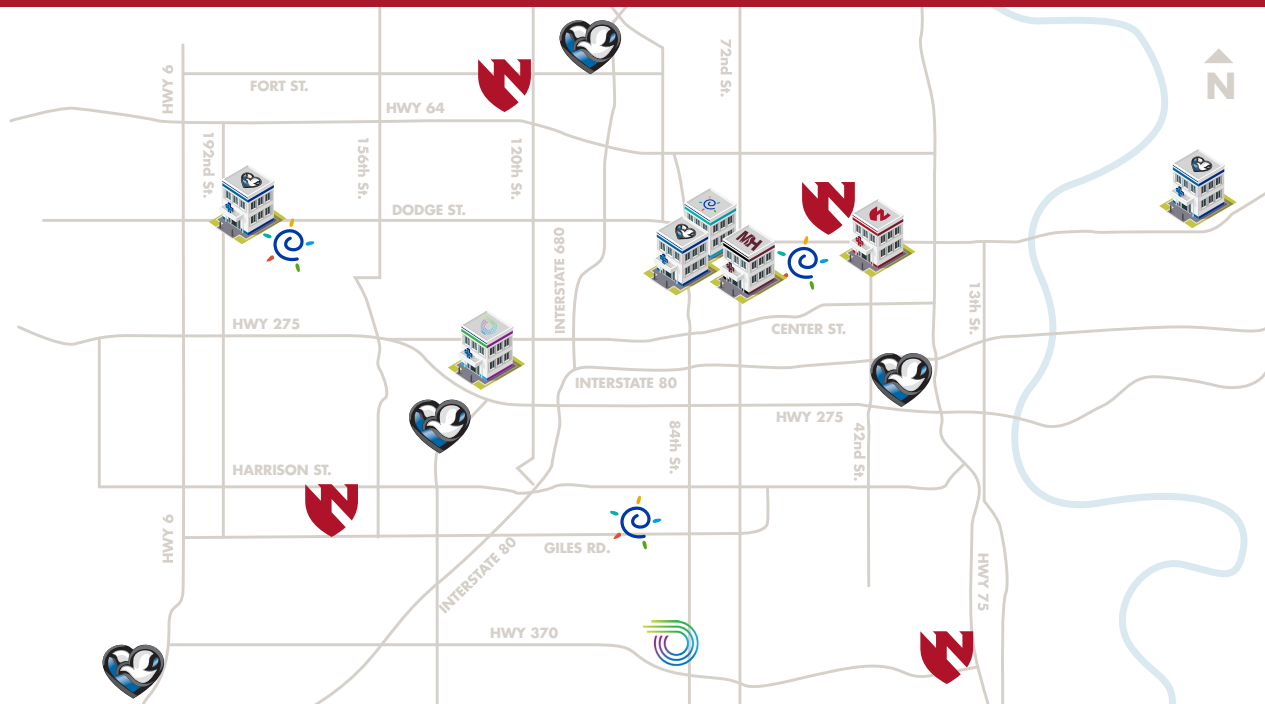 72nd St.
HWY 6
FORT ST.
N
HWY 64
192nd St.
156th St.
120th St.
DODGE ST.
MH
INTERSTATE 680
13th St.
HWY 275
CENTER ST.
INTERSTATE 80
HWY 275
84th St.
42nd St.
HARRISON ST.
HWY 6
GILES RD.
INTERSTATE 80
HWY 75
HWY 370